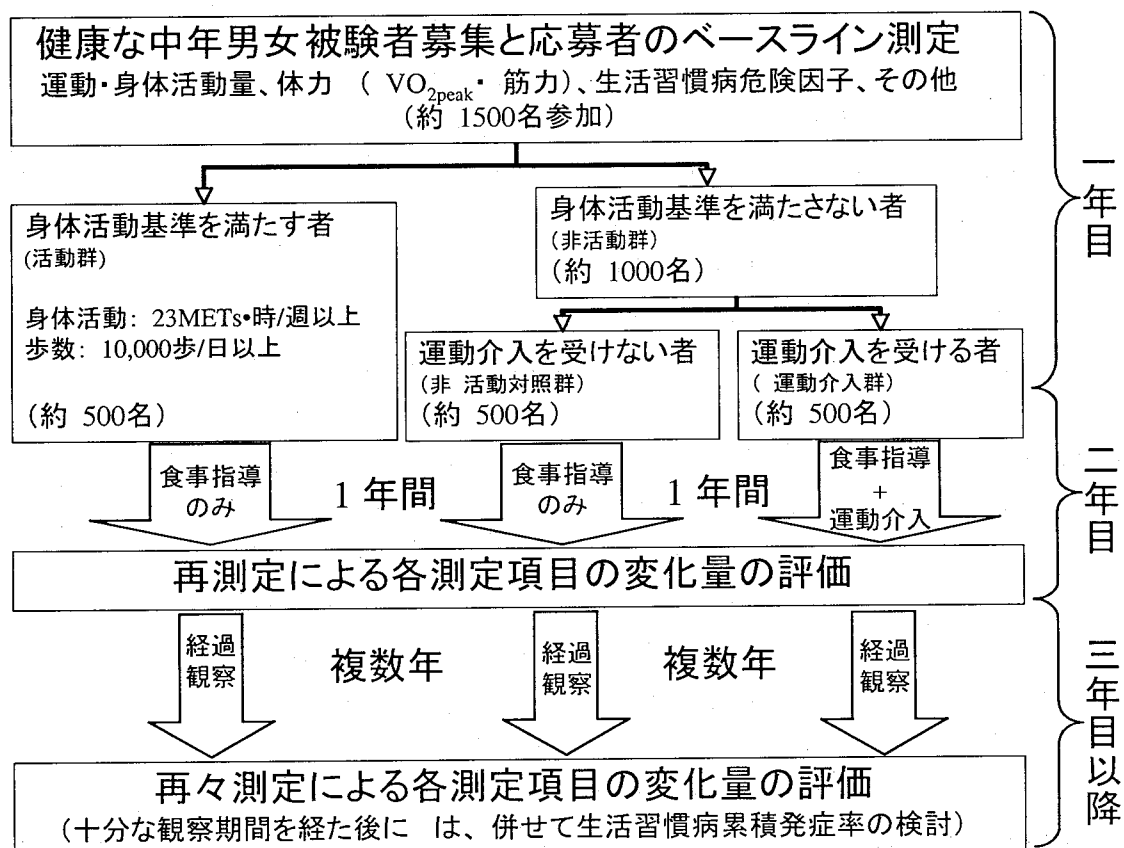 健康な中年男女被験者募集と応募者のベースライン測定
運動・身体活動量、体力 （ VO2peak・ 筋力）、生活習慣病危険因子、その他
（約 1500名参加）
身体活動基準を満たす者
(活動群)
身体活動: 23METs•時/週以上
歩数: 10,000歩/日以上
（約 500名）
身体活動基準を満たさない者
(非活動群)
（約 1000名）
運動介入を受けない者
(非 活動対照群)
（約 500名）
運動介入を受ける者
( 運動介入群)
（約 500名）
一年目
食事指導
のみ
1 年間
食事指導
のみ
1 年間
食事指導
+
運動介入
二年目
再測定による各測定項目の変化量の評価
経過
観察
複数年
経過
観察
複数年
経過
観察
三年目以降
再々測定による各測定項目の変化量の評価
（十分な観察期間を経た後に は、併せて生活習慣病累積発症率の検討）